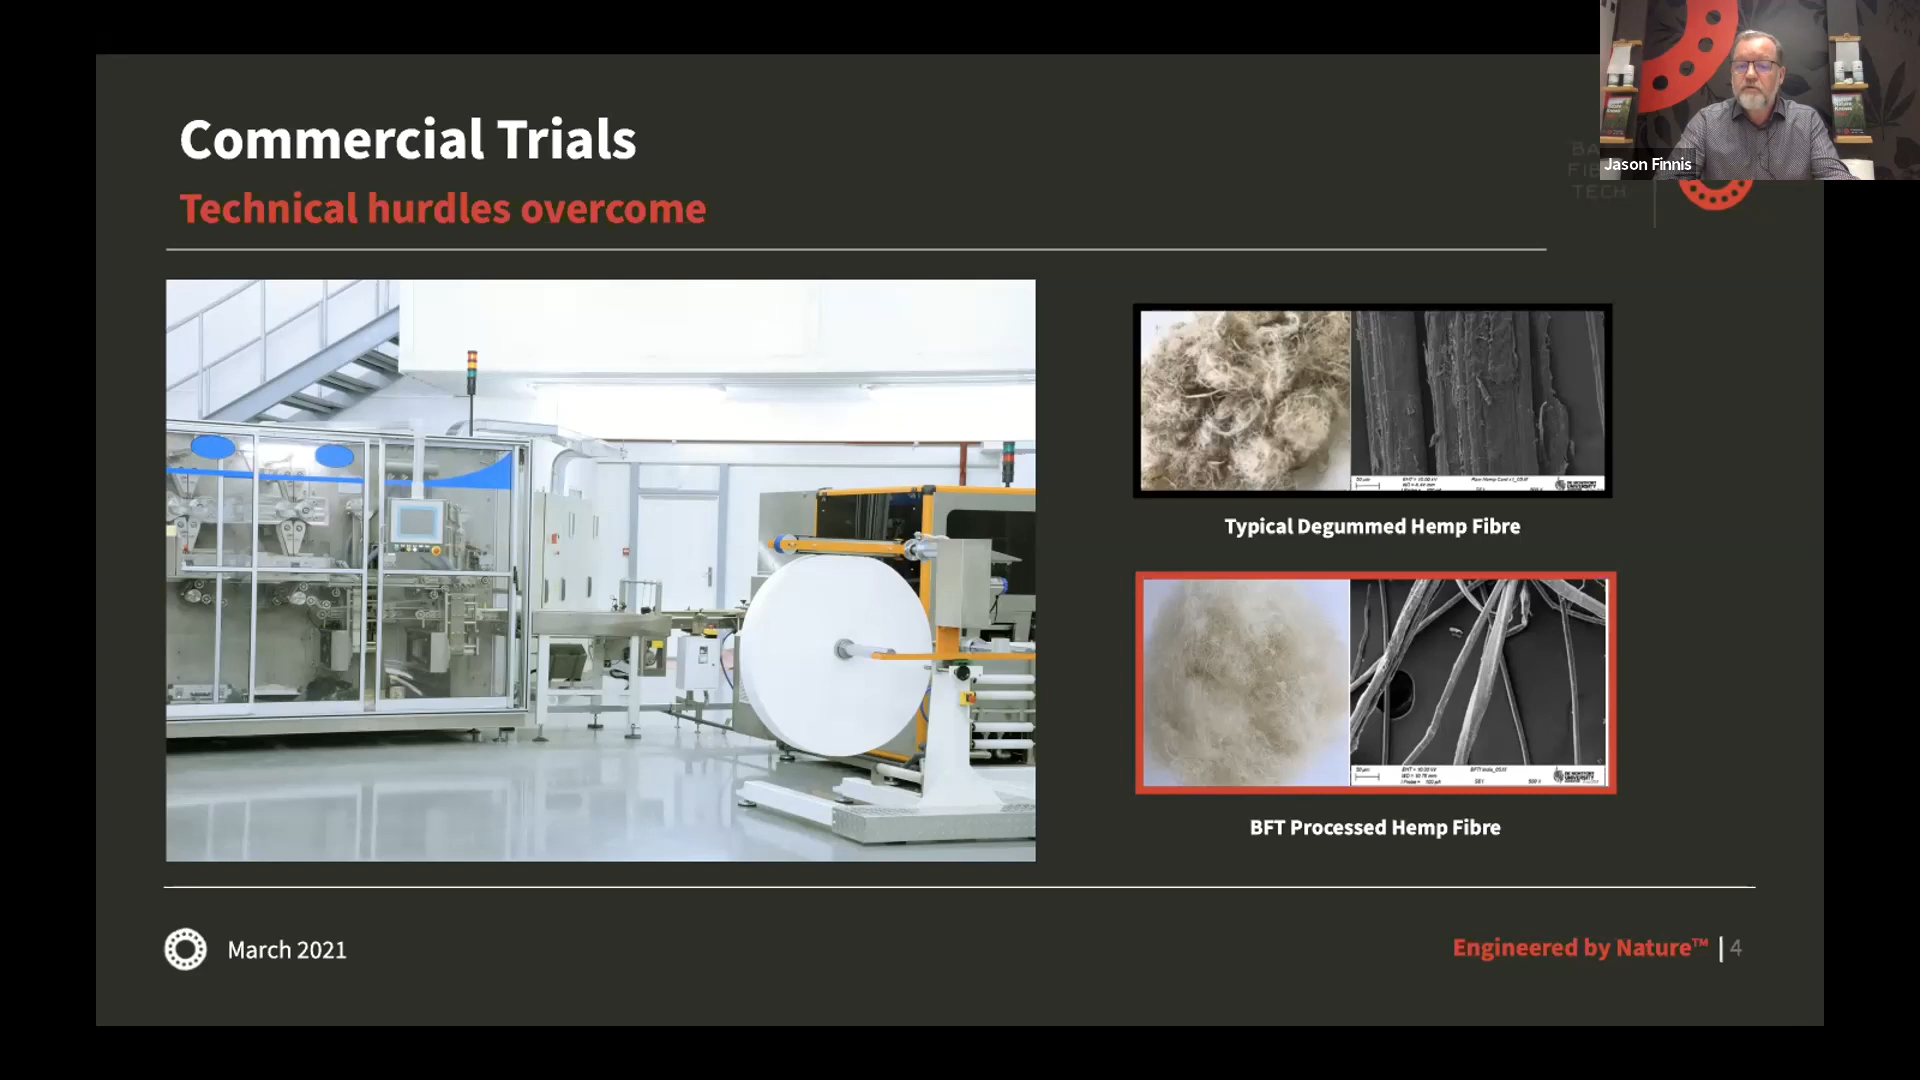 Commercial Trials
Technical hurdles overcome
Jason Finnis
TECH
Typical Degummed Hemp Fibre
BFT Processed Hemp Fibre
March 2021
Engineered by Nature™ | 4